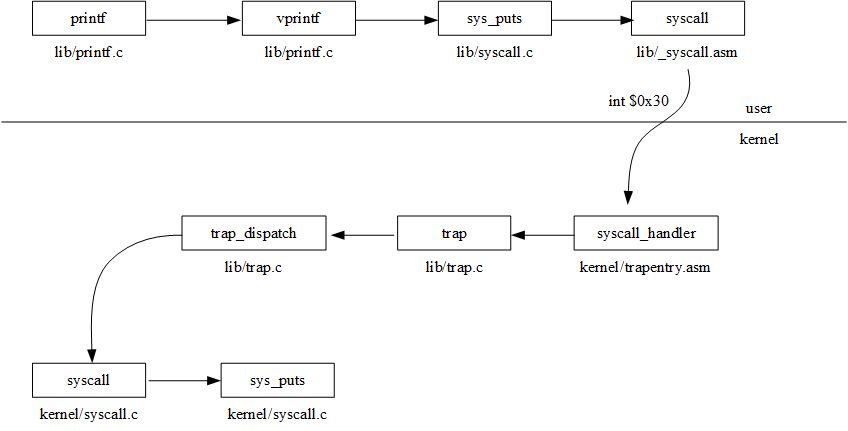 printf
vprintf
sys_puts
syscall
lib/printf.c
lib/printf.c
lib/syscall.c
lib/_syscall.asm
int $0x30
user
kernel
trap_dispatch
trap
syscall_handler
lib/trap.c
lib/trap.c
kernel/trapentry.asm
syscall
sys_puts
kernel/syscall.c
kernel/syscall.c